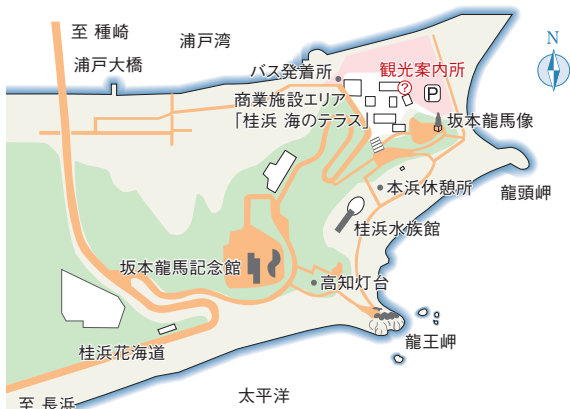 至 種崎
浦戸湾
浦戸大橋
バス発着所
観光案内所
?
P
N
商業施設エリア
「桂浜 海のテラス」
坂本龍馬像
本浜休憩所
龍頭岬
桂浜水族館
坂本龍馬記念館
高知灯台
龍王岬
桂浜花海道
太平洋
至 長浜